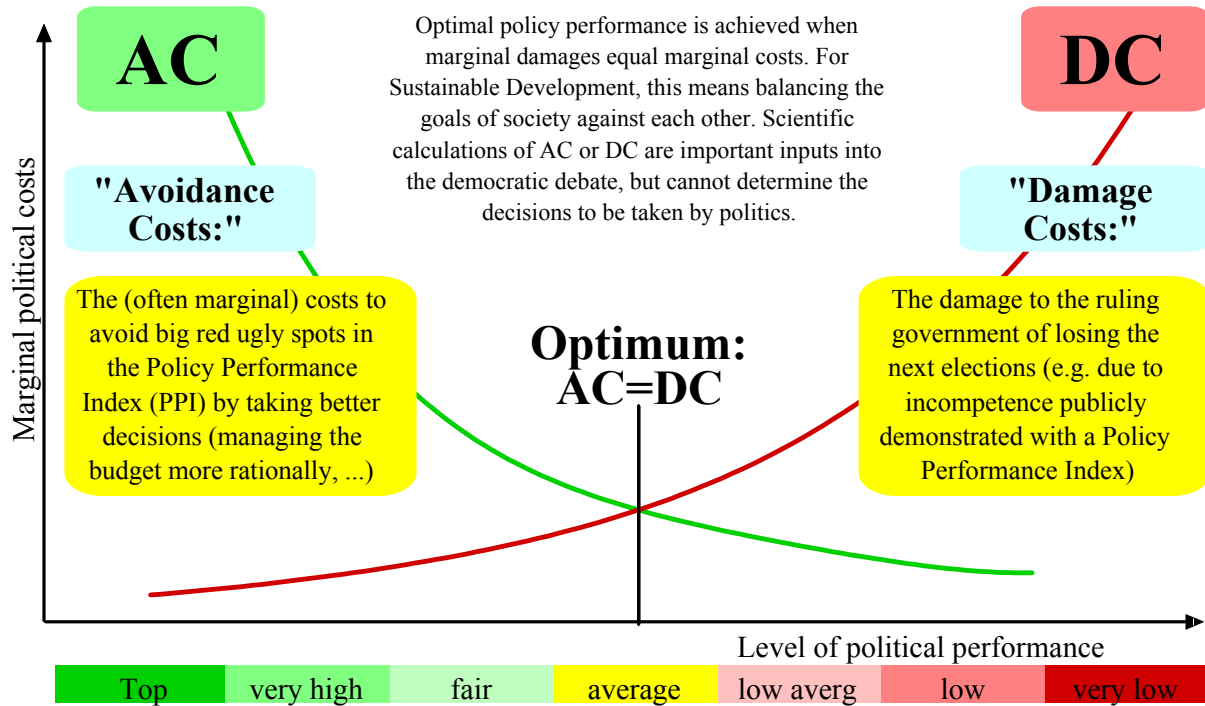 AC
Optimal policy performance is achieved when
marginal damages equal marginal costs. For
Sustainable Development, this means balancing the
goals of society against each other. Scientific
calculations of AC or DC are important inputs into
the democratic debate, but cannot determine the
decisions to be taken by politics.
DC
"Avoidance
Costs:"
"Damage
Costs:"
Marginal political costs
The (often marginal) costs to
avoid big red ugly spots in
the Policy Performance
Index (PPI) by taking better
decisions (managing the
budget more rationally, ...)
Optimum:
AC=DC
The damage to the ruling
government of losing the
next elections (e.g. due to
incompetence publicly
demonstrated with a Policy
Performance Index)
Level of political performance
Top very high fair average low averg low very low